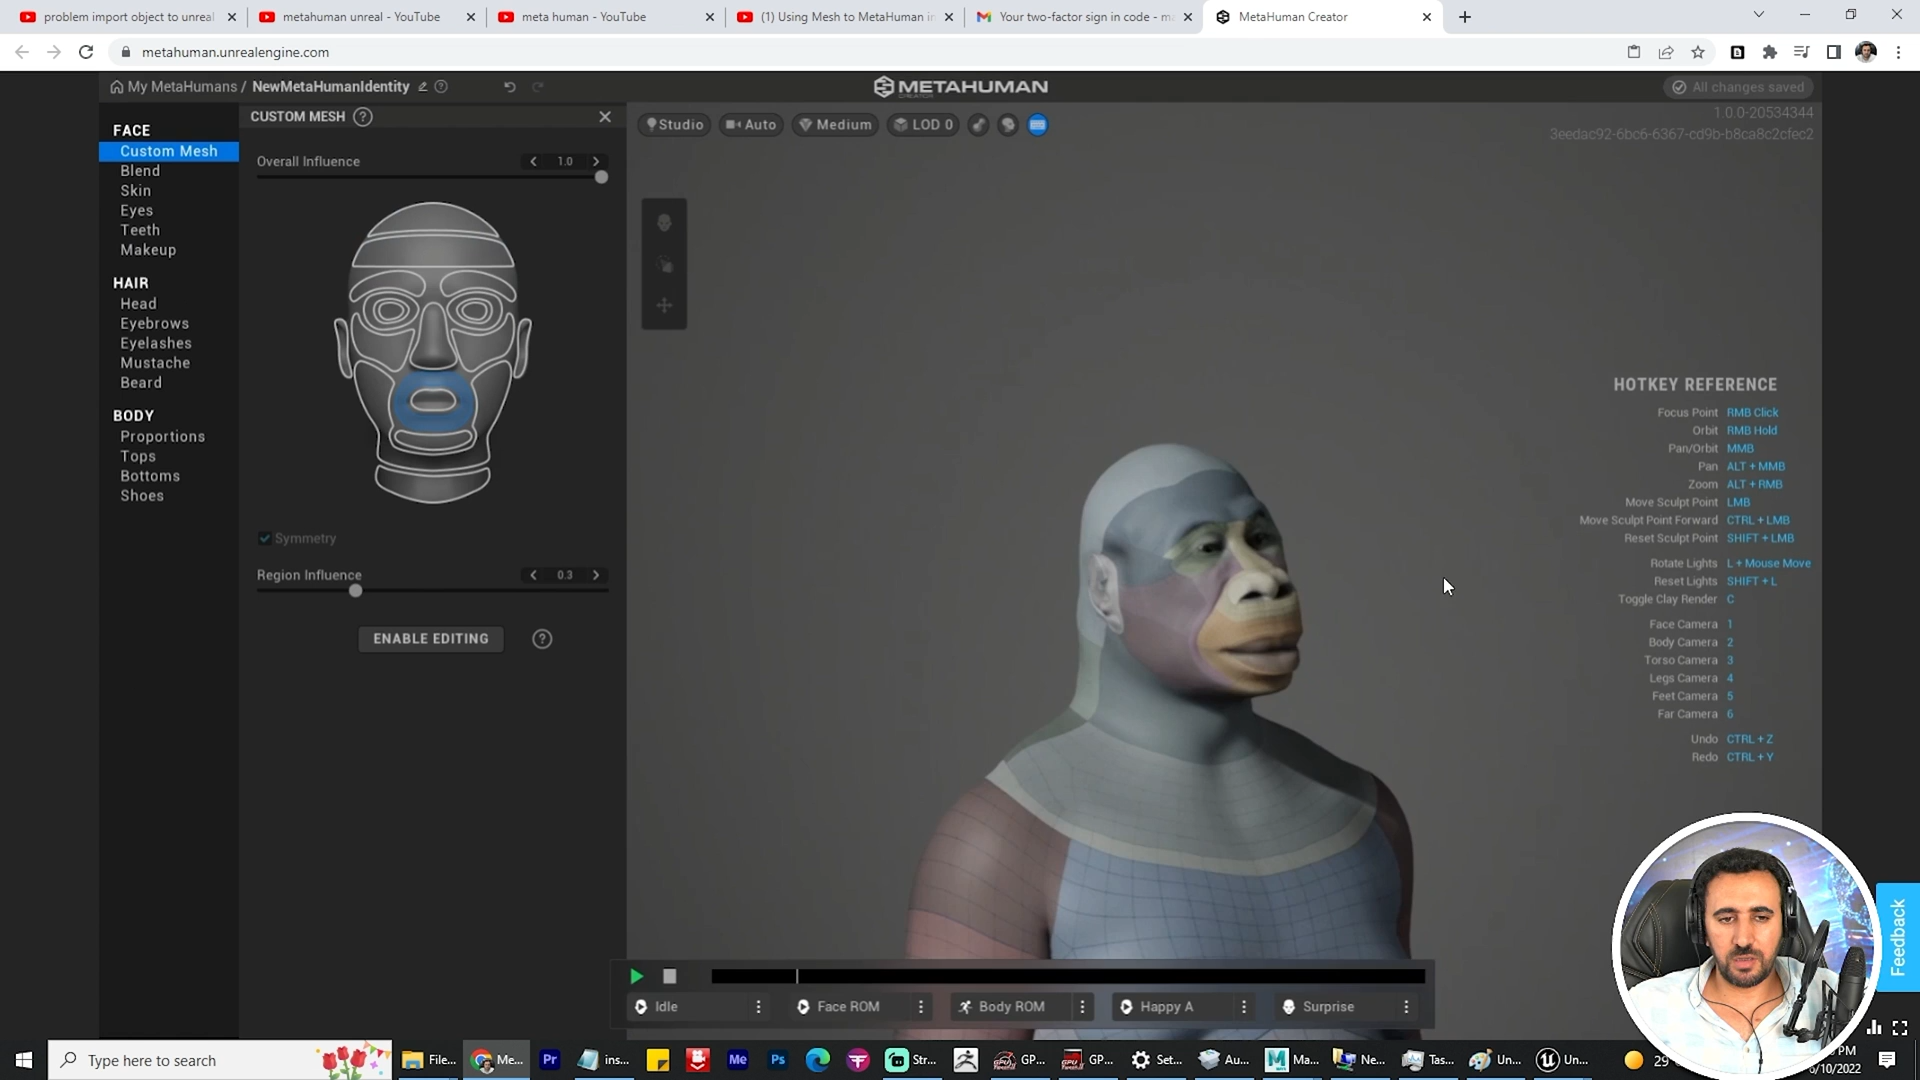 problem import object to unreal
metahuman unreal - YouTube
meta human - YouTube
(1) Using Mesh to MetaHuman in
Your two-factor sign in code - ma
MetaHuman Creator
metahuman.unrealengine.com
My MetaHumans / NewMetaHumanIdentity
METAHUMAN
CREATOR
All changes saved
1.0.0-20534344
3eedac92-6bc6-6367-cd9b-b8ca8c2cfec2
FACE
Custom Mesh
Blend
Skin
Eyes
Teeth
Makeup
HAIR
Head
Eyebrows
Eyelashes
Mustache
Beard
BODY
Proportions
Tops
Bottoms
Shoes
CUSTOM MESH ?
Overall Influence < 1.0 >
Symmetry
Region Influence < 0.3 >
ENABLE EDITING ?
Studio
Auto
Medium
LOD 0
HOTKEY REFERENCE
Focus Point RMB Click
Orbit RMB Hold
Pan/Orbit MMB
Pan ALT + MMB
Zoom ALT + RMB
Move Sculpt Point LMB
Move Sculpt Point Forward CTRL + LMB
Reset Sculpt Point SHIFT + LMB
Rotate Lights L + Mouse Move
Reset Lights SHIFT + L
Toggle Clay Render C
Face Camera 1
Body Camera 2
Torso Camera 3
Legs Camera 4
Feet Camera 5
Far Camera 6
Undo CTRL + Z
Redo CTRL + Y
Feedback
Idle
Face ROM
Body ROM
Happy A
Surprise
Type here to search
File...
Me...
Pr
ins...
Me
Ps
Str...
GP...
GP...
Set...
Au...
Ma...
Ne...
Tas...
Un...
Un...
29
PM
6/10/2022